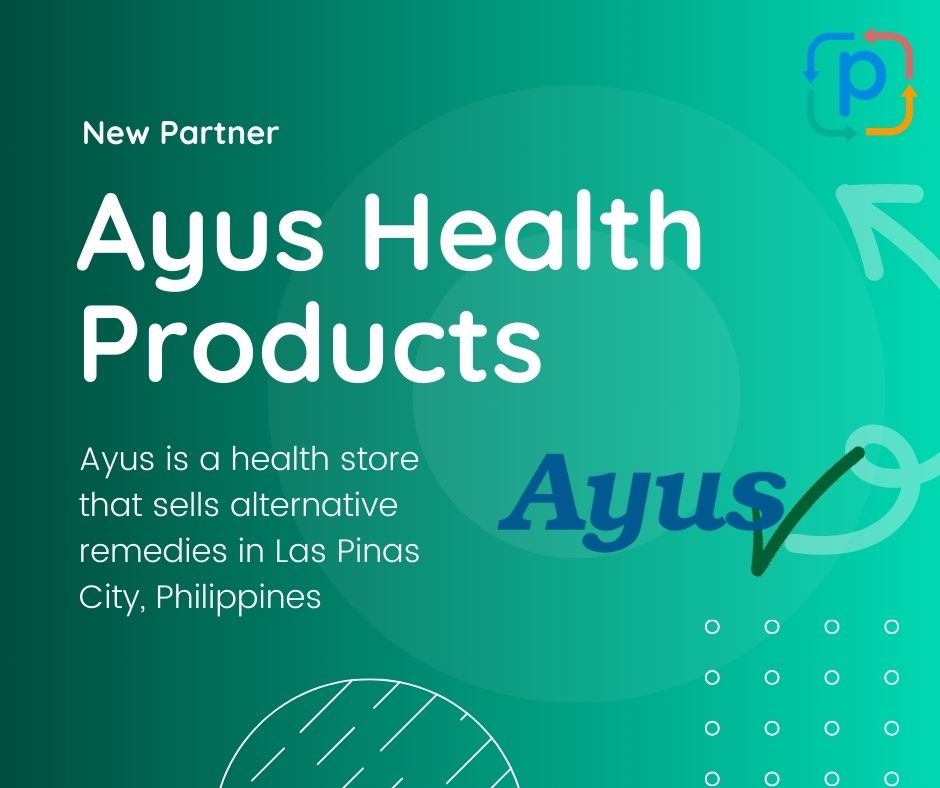 p
New Partner
Ayus Health
Products
Ayus is a health store
that sells alternative
remedies in Las Pinas
City, Philippines
Ayus